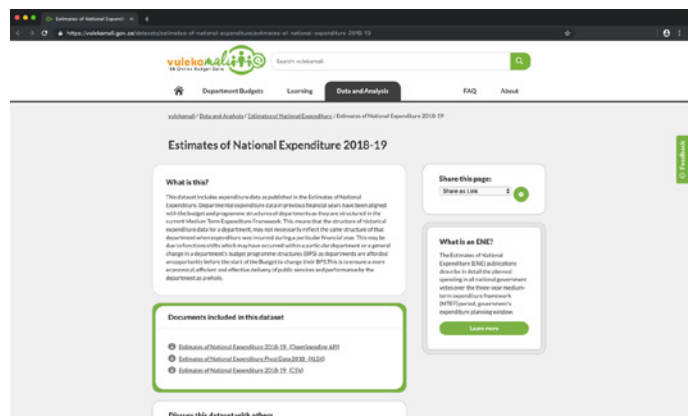 Estimates of National Expendit
https://vulekamali.gov.za/datasets/estimates-of-national-expenditure/estimates-of-national-expenditure-2018-19
vulekamali
SA Online Budget Data
Search vulekamali
Department Budgets Learning Data and Analysis FAQ About
vulekamali / Data and Analysis / Estimates of National Expenditure / Estimates of National Expenditure 2018-19
Estimates of National Expenditure 2018-19
What is this?
This dataset includes expenditure data as published in the Estimates of National
Expenditure. Departmental expenditure data in previous financial years have been aligned
with the budget and programme structures of departments as they are structured in the
current Medium Term Expenditure Framework. This means that the structure of historical
expenditure data for a department, may not necessarily reflect the same structure of that
department when expenditure was incurred during a particular financial year. This may be
due to functions shifts which may have occurred within a particular department or a general
change in a department's budget programme structures (BPS) as departments are afforded
an opportunity before the start of the Budget to change their BPS. This is to ensure a more
economical, efficient and effective delivery of public services and performance by the
department as a whole.
Documents included in this dataset
Estimates of National Expenditure 2018-19 (OpenSpending API)
Estimates of National Expenditure Pivot Data 2018 (XLSX)
Estimates of National Expenditure 2018-19 (CSV)
Discuss this dataset with others
Share this page:
Share as Link
What is an ENE?
The Estimates of National
Expenditure (ENE) publications
describe in detail the planned
spending in all national government
votes over the three-year medium-
term expenditure framework
(MTEF) period, government's
expenditure planning window.
Learn more
Feedback